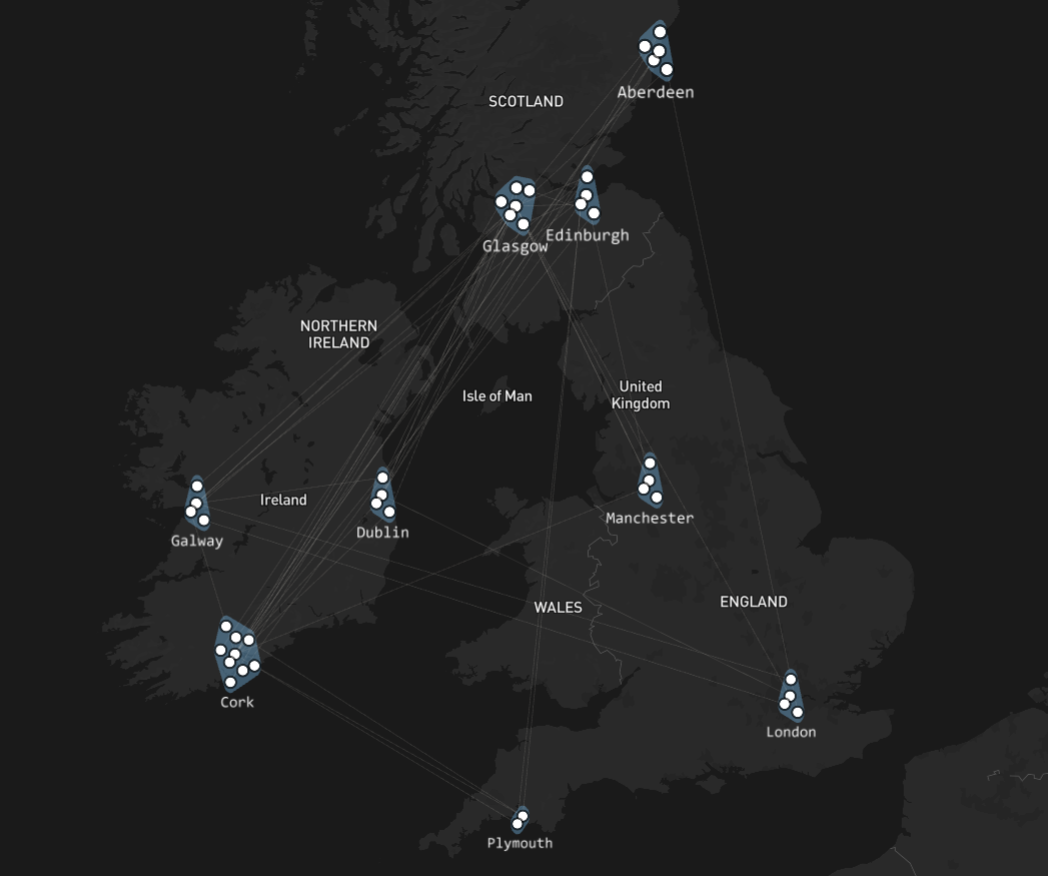 Aberdeen
SCOTLAND
Edinburgh
Glasgow
NORTHERN
IRELAND
United
Kingdom
Isle of Man
Ireland
Manchester
Dublin
Galway
ENGLAND
WALES
Cork
London
Plymouth